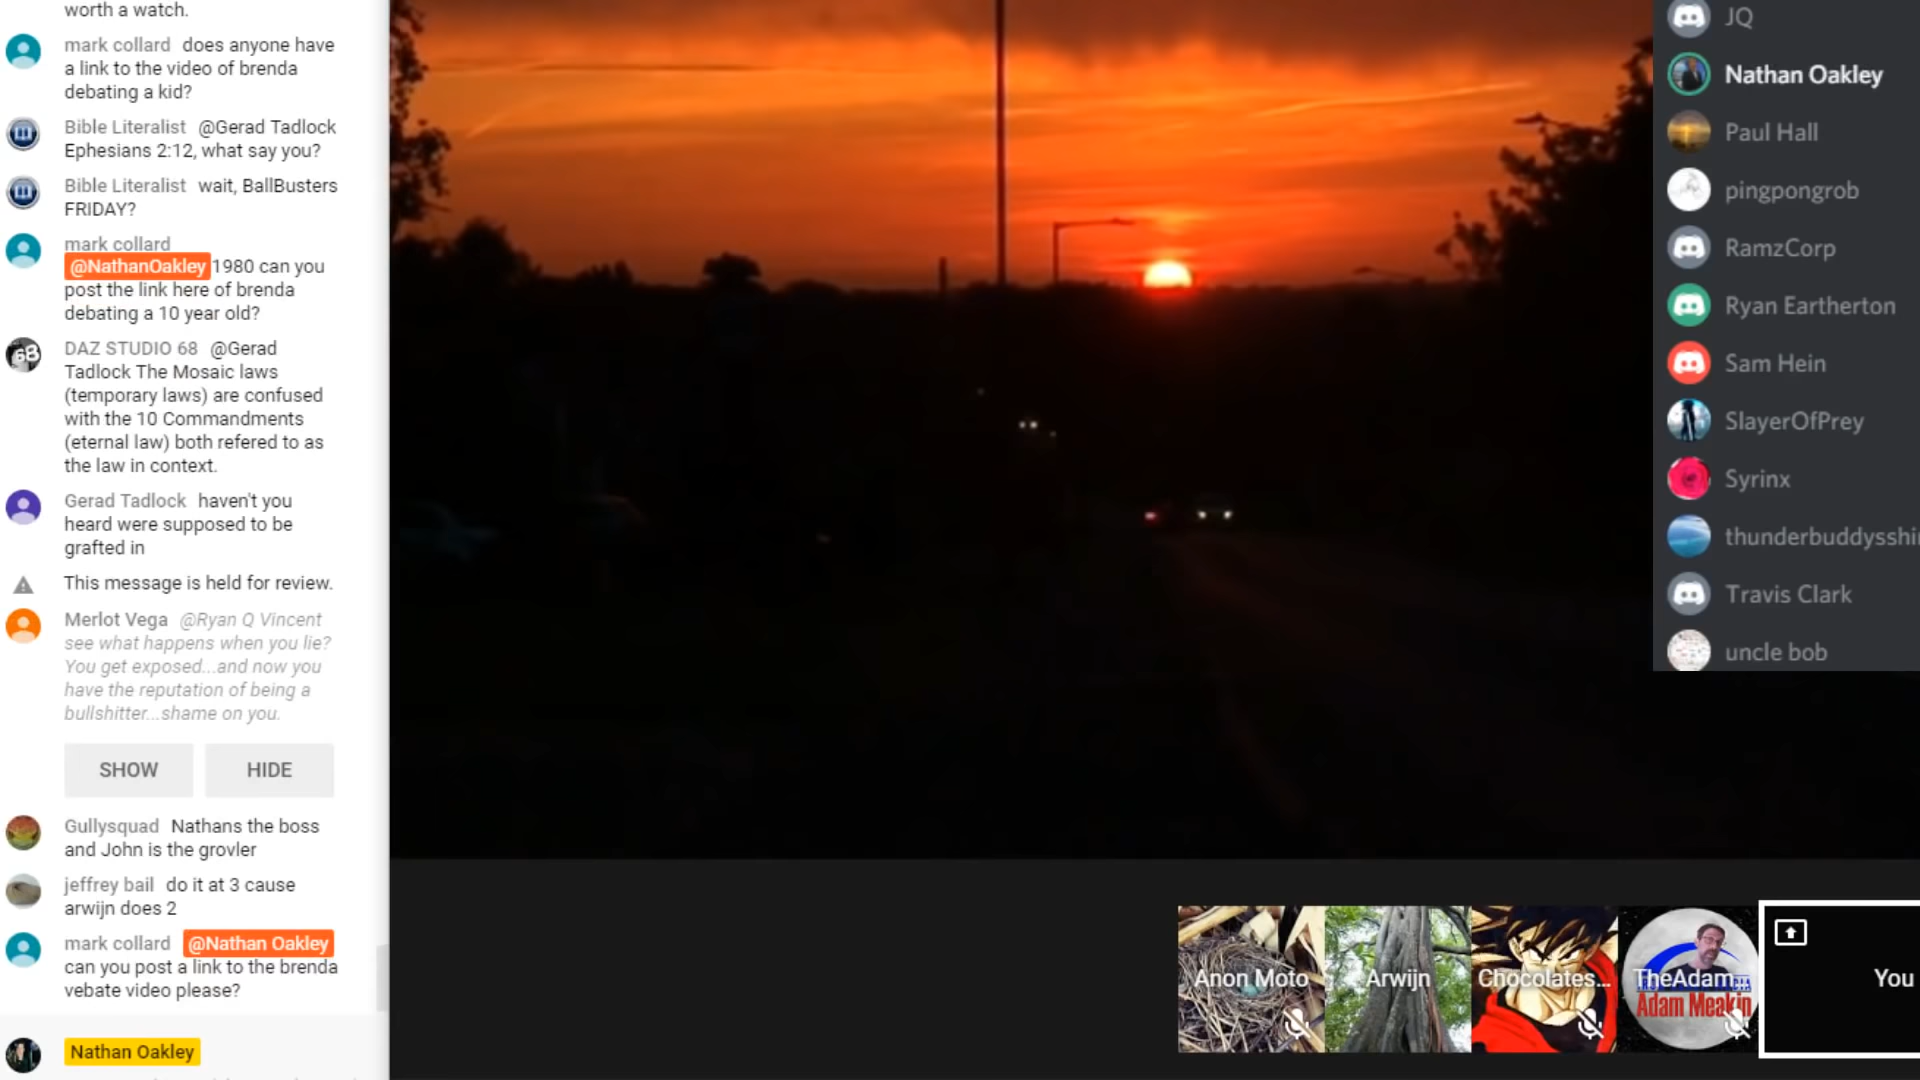 worth a watch.
mark collard does anyone have
a link to the video of brenda
debating a kid?
Bible Literalist @Gerad Tadlock
Ephesians 2:12, what say you?
Bible Literalist wait, BallBusters
FRIDAY?
mark collard
@NathanOakley 1980 can you
post the link here of brenda
debating a 10 year old?
68
DAZ STUDIO 68 @Gerad
Tadlock The Mosaic laws
(temporary laws) are confused
with the 10 Commandments
(eternal law) both refered to as
the law in context.
Gerad Tadlock haven't you
heard were supposed to be
grafted in
This message is held for review.
Merlot Vega @Ryan Q Vincent
see what happens when you lie?
You get exposed...and now you
have the reputation of being a
bullshitter...shame on you.
SHOW HIDE
Gullysquad Nathans the boss
and John is the grovler
jeffrey bail do it at 3 cause
arwijn does 2
mark collard @Nathan Oakley
can you post a link to the brenda
vebate video please?
Nathan Oakley
JQ
Nathan Oakley
Paul Hall
pingpongrob
RamzCorp
Ryan Eartherton
Sam Hein
SlayerOfPrey
Syrinx
thunderbuddysshi
Travis Clark
uncle bob
Anon Moto
Arwijn
Chocolates...
TheAdam...
Adam Meakin
You